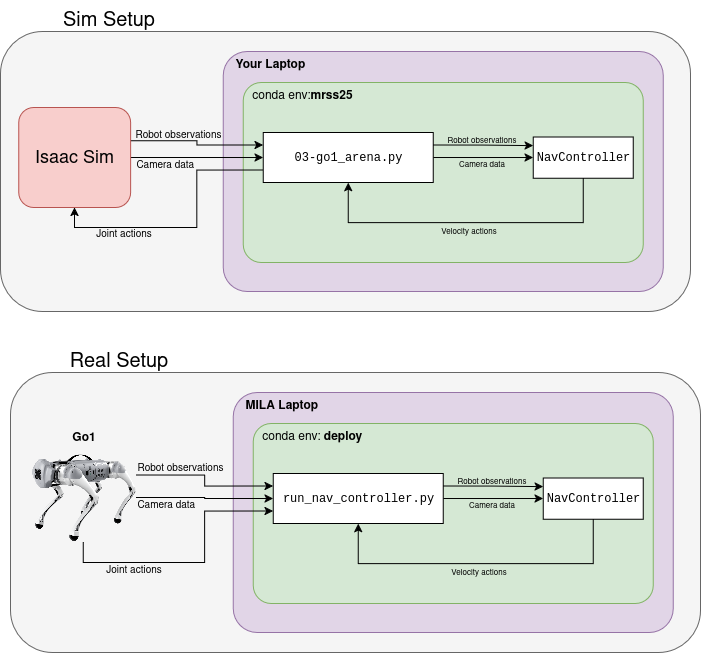 Sim Setup
Your Laptop
conda env:mrss25
Isaac Sim
Robot observations
Camera data
Joint actions
03-go1_arena.py
Robot observations
Camera data
NavController
Velocity actions
Real Setup
MILA Laptop
conda env: deploy
Go1
Robot observations
Camera data
Joint actions
run_nav_controller.py
Robot observations
Camera data
NavController
Velocity actions